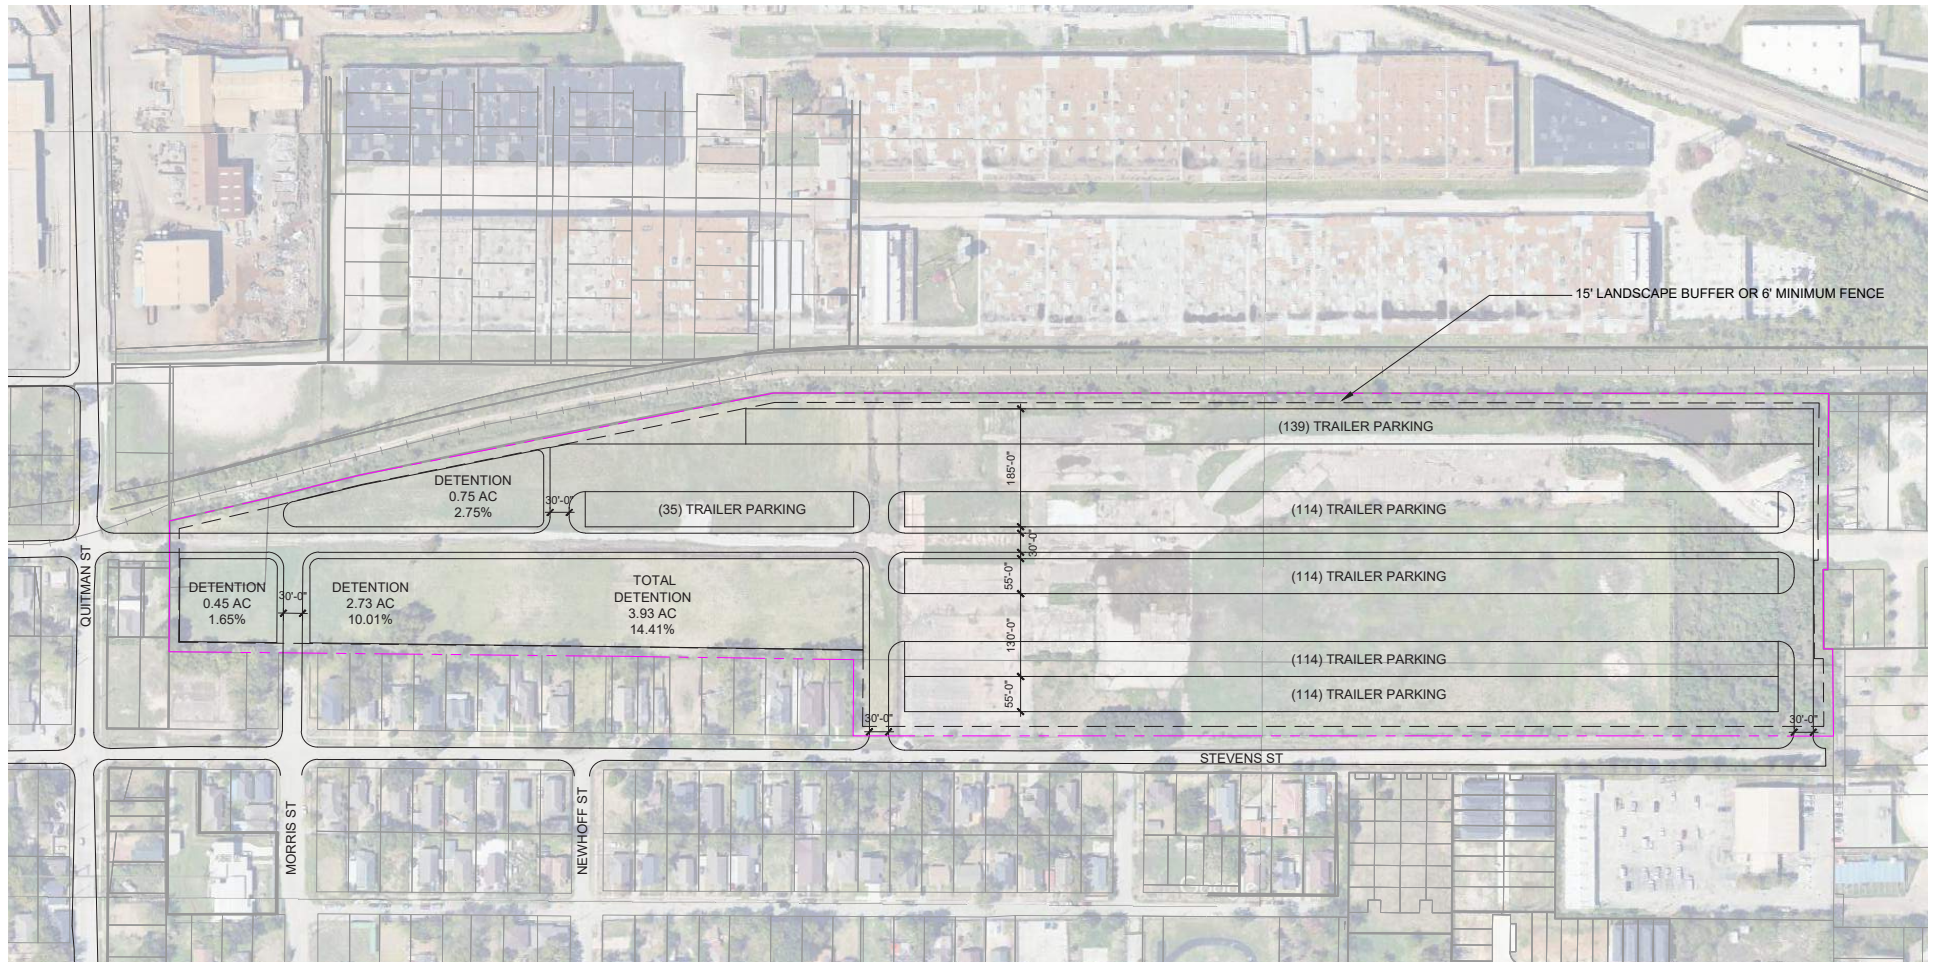 15' LANDSCAPE BUFFER OR 6' MINIMUM FENCE
(139) TRAILER PARKING
185'-0"
DETENTION
0.75 AC
2.75%
30'-0"
(35) TRAILER PARKING
(114) TRAILER PARKING
30'-0"
QUITMAN ST
DETENTION
0.45 AC
1.65%
30'-0"
DETENTION
2.73 AC
10.01%
TOTAL
DETENTION
3.93 AC
14.41%
55'-0"
(114) TRAILER PARKING
130'-0"
(114) TRAILER PARKING
55'-0"
(114) TRAILER PARKING
30'-0"
30'-0"
STEVENS ST
MORRIS ST
NEWHOFF ST